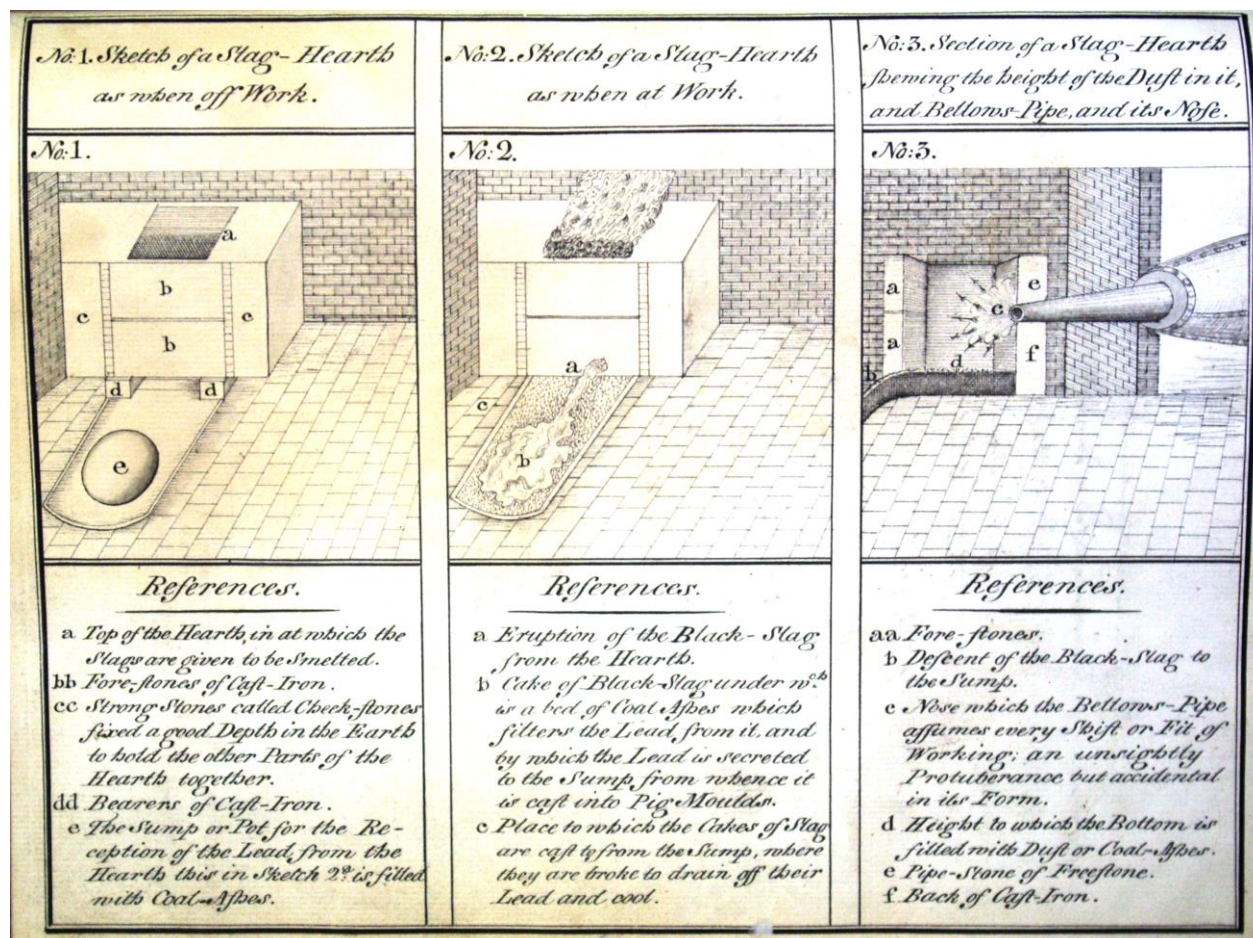 No: 1. Sketch of a Slag-Hearth
as when off Work.
No: 1.
a
b
b
c
c
d
d
e
References.
a Top of the Hearth, in at which the
Slags are given to be Smelted.
bb Fore-ſtones of Caſt-Iron.
cc Strong Stones called Cheek-ſtones
fixed a good Depth in the Earth
to hold the other Parts of the
Hearth together.
dd Bearers of Caſt-Iron.
e The Sump or Pot for the Re-
ception of the Lead, from the
Hearth this in Sketch 2ᵈ is filled
with Coal-Aſhes.
No: 2. Sketch of a Slag-Hearth
as when at Work.
No: 2.
a
c
b
References.
a Eruption of the Black-Slag
from the Hearth.
b Cake of Black-Slag under wᶜʰ
is a bed of Coal Aſhes which
filters the Lead from it, and
by which the Lead is secreted
to the Sump from whence it
is caſt into Pig Moulds.
c Place to which the Cakes of Slag
are caſt to from the Sump, where
they are broke to drain off their
Lead and cool.
No: 3. Section of a Slag-Hearth
ſhewing the height of the Duſt in it,
and Bellows-Pipe, and its Noſe.
No: 3.
a
a
b
c
d
e
f
References.
aa Fore-ſtones.
b Deſcent of the Black-Slag to
the Sump.
c Noſe which the Bellows-Pipe
aſſumes every Shift or Fit of
Working; an unsightly
Protuberance but accidental
in its Form.
d Height to which the Bottom is
filled with Duſt or Coal-Aſhes.
e Pipe-Stone of Freeſtone.
f Back of Caſt-Iron.